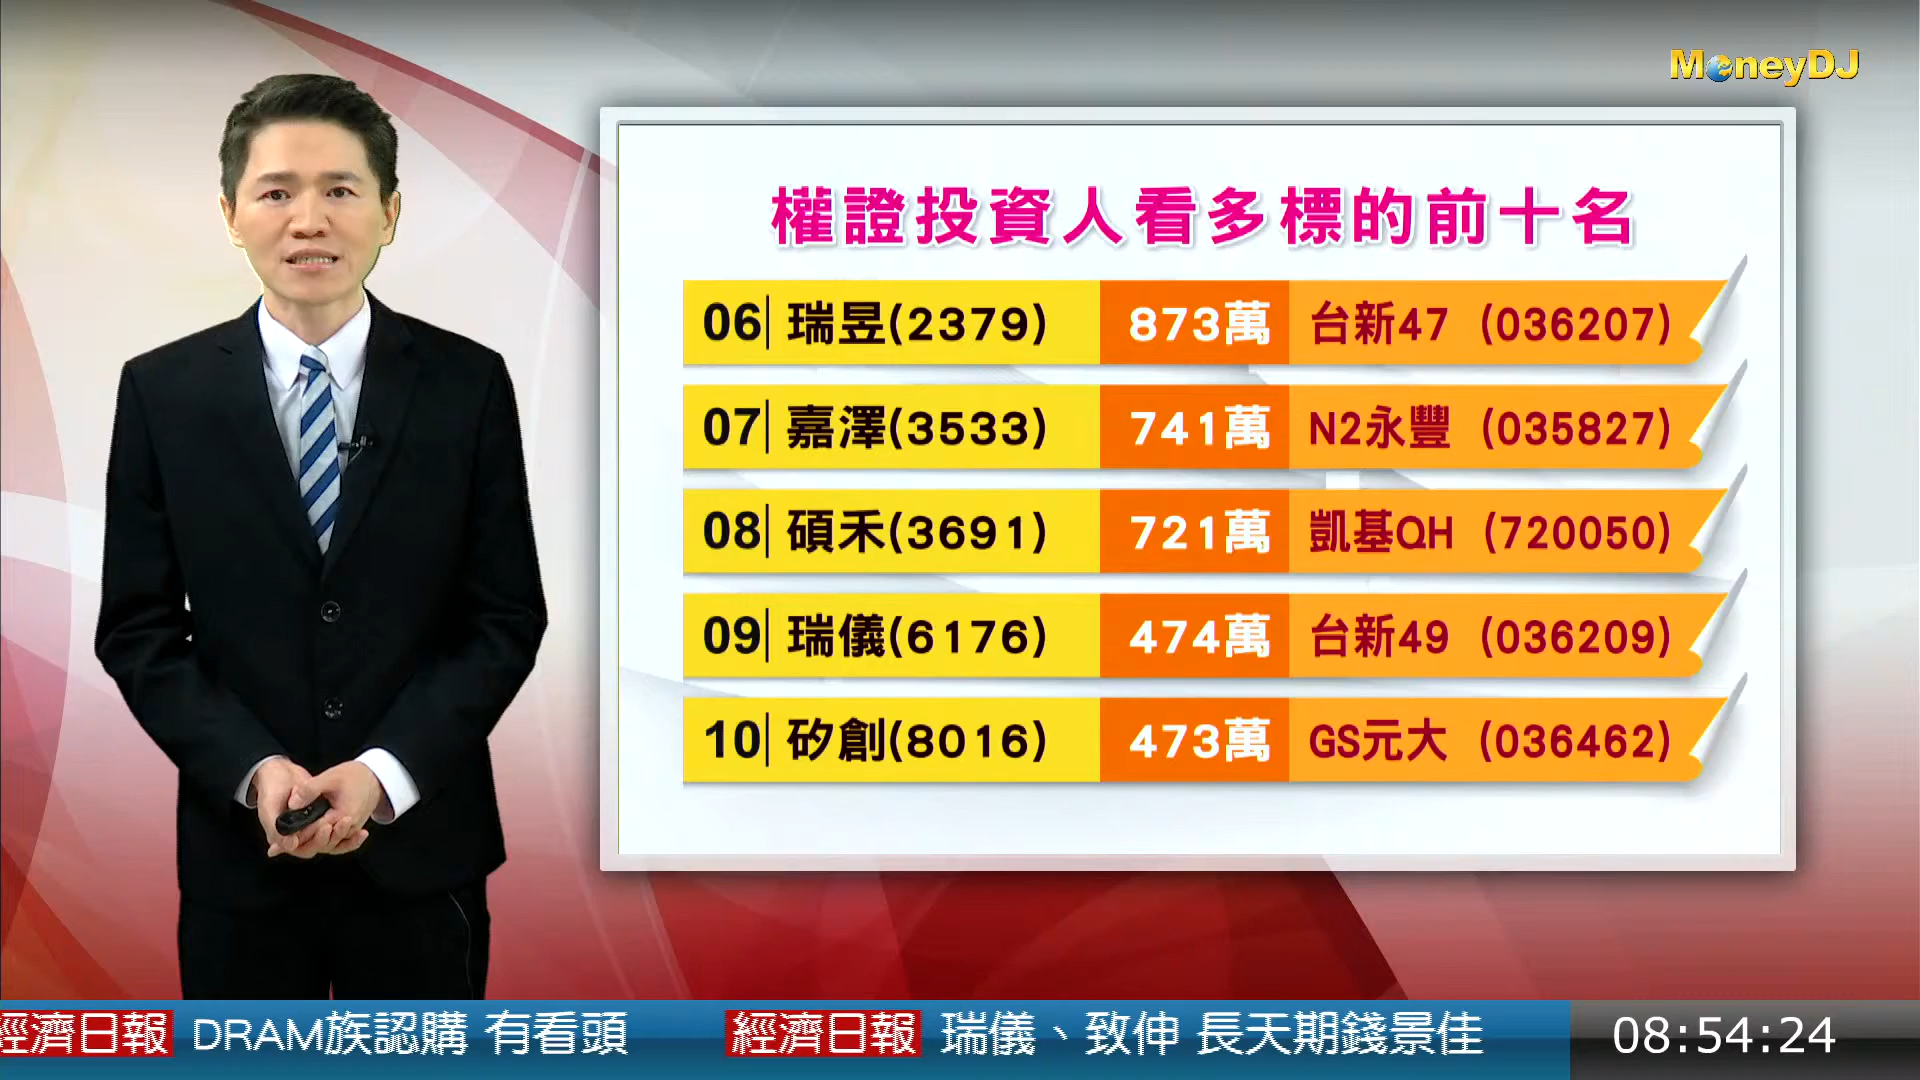 MoneyDJ
權證投資人看多標的前十名
06 瑞昱(2379) 873萬 台新47 (036207)
07 嘉澤(3533) 741萬 N2永豐 (035827)
08 碩禾(3691) 721萬 凱基QH (720050)
09 瑞儀(6176) 474萬 台新49 (036209)
10 矽創(8016) 473萬 GS元大 (036462)
經濟日報 DRAM族認購 有看頭 經濟日報 瑞儀、致伸 長天期錢景佳 08:54:24